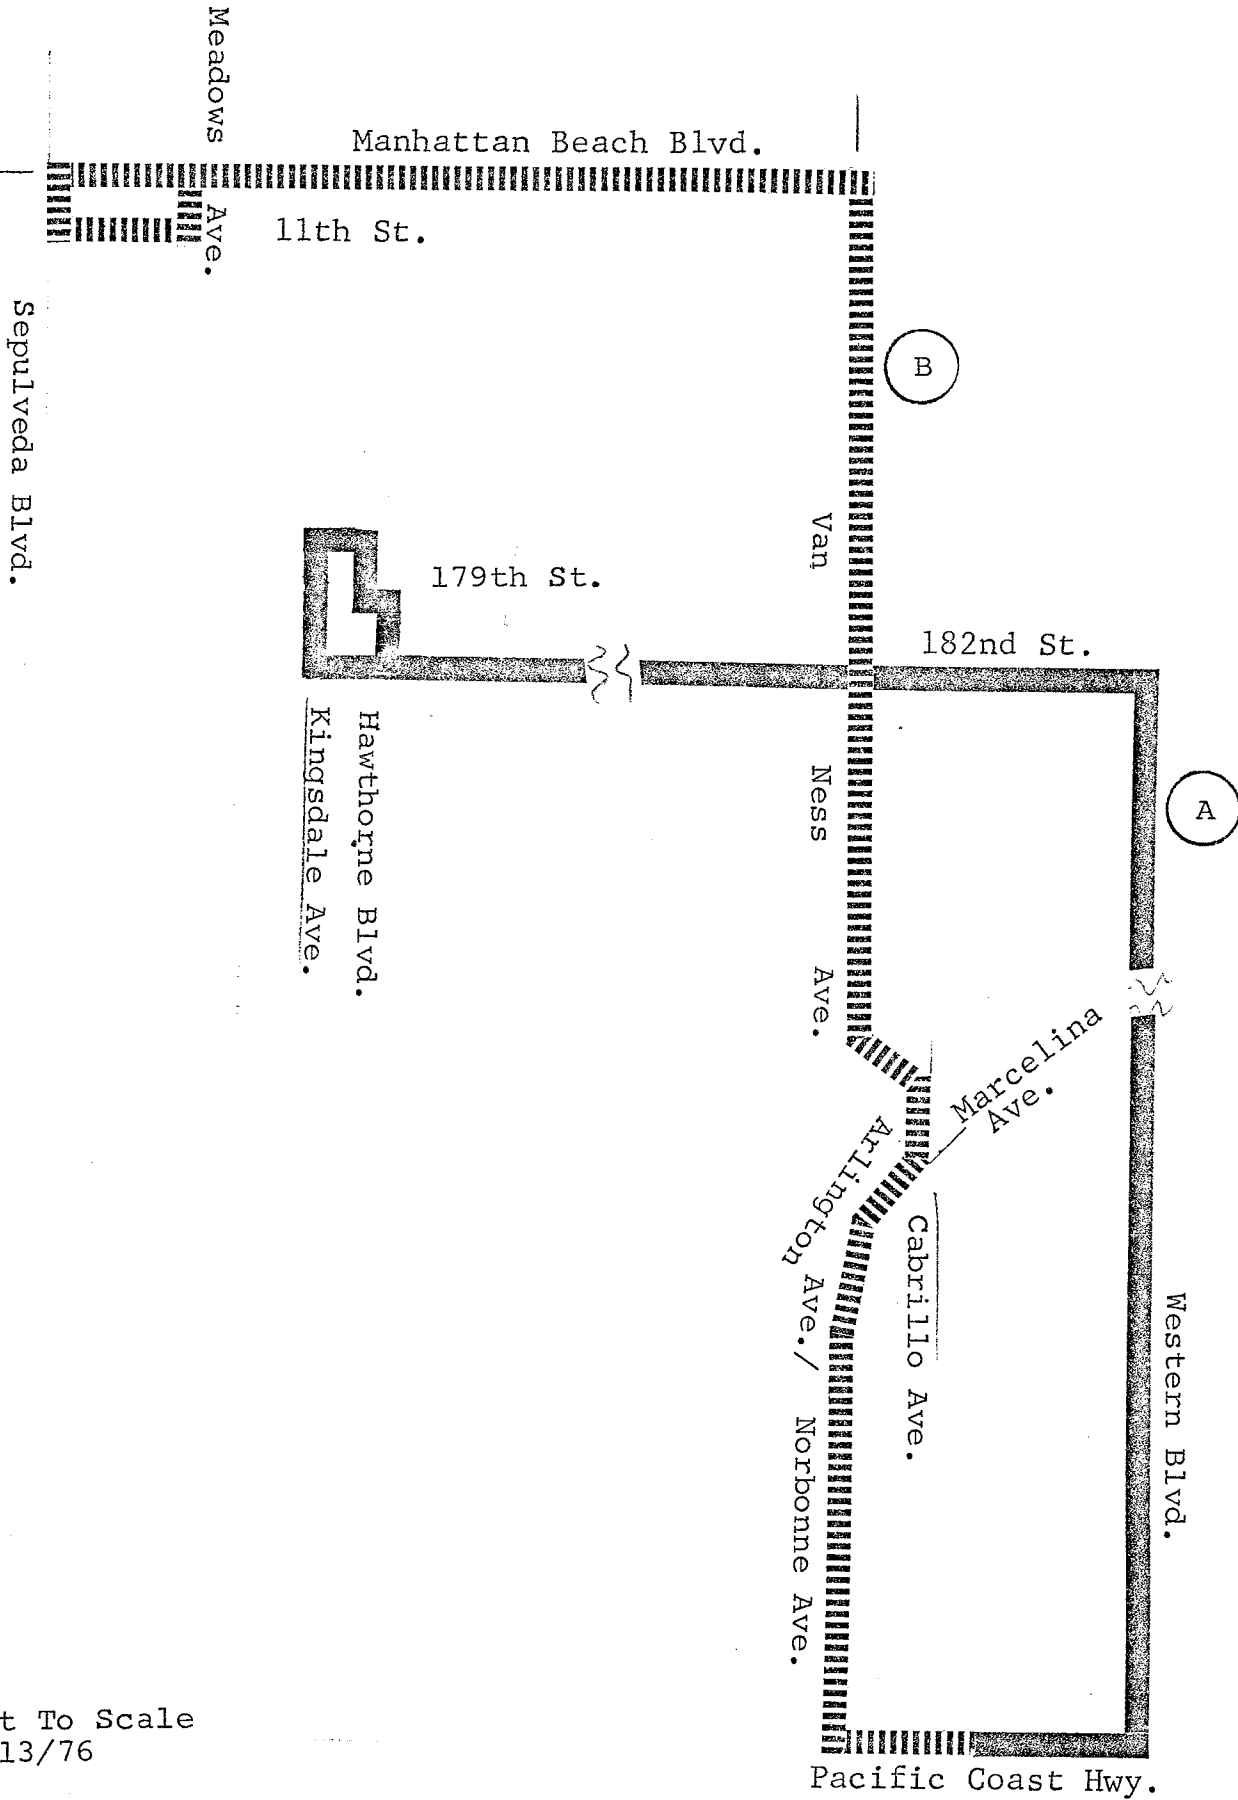 Meadows Ave.
Manhattan Beach Blvd.
11th St.
Sepulveda Blvd.
B
Van Ness Ave.
179th St.
182nd St.
Hawthorne Blvd.
Kingsdale Ave.
A
Marcelina
Ave.
Arlington Ave./ Norbonne Ave.
Cabrillo Ave.
Western Blvd.
t To Scale
13/76
Pacific Coast Hwy.